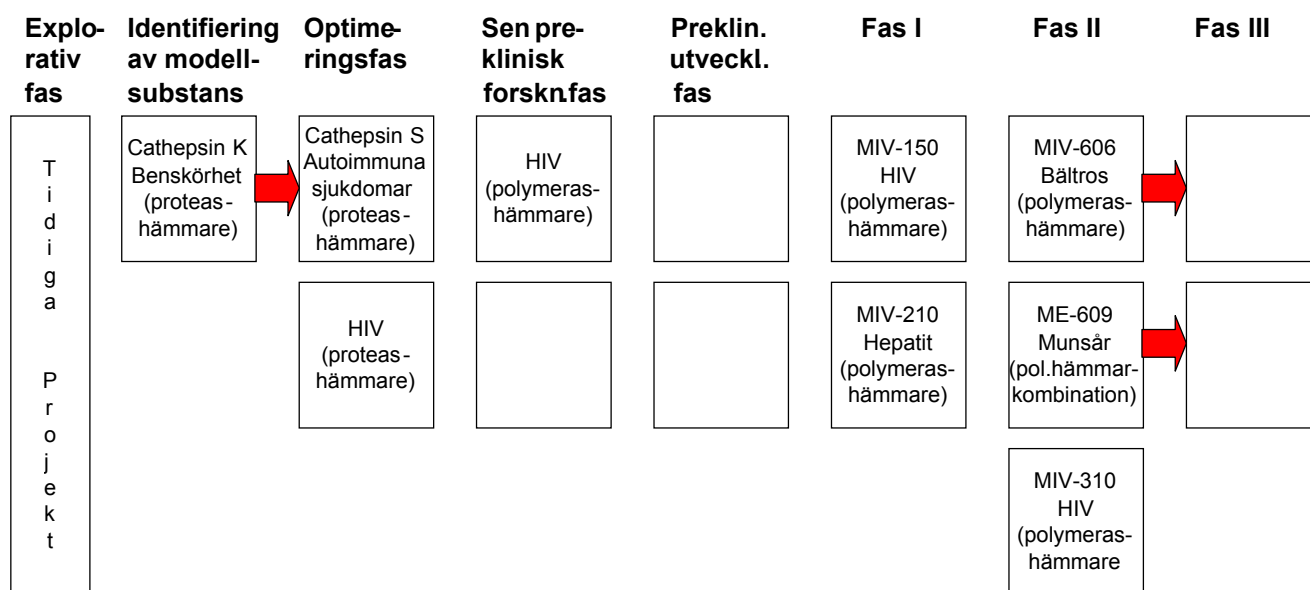 Explo-
rativ
fas
Identifiering
av modell-
substans
Optime-
ringsfas
Sen pre-
klinisk
forskn.fas
Preklin.
utveckl.
fas
Fas I
Fas II
Fas III
Tidiga
Projekt
Cathepsin K
Benskörhet
(proteas-
hämmare)
Cathepsin S
Autoimmuna
sjukdomar
(proteas-
hämmare)
HIV
(proteas-
hämmare)
HIV
(polymeras-
hämmare)
MIV-150
HIV
(polymeras-
hämmare)
MIV-210
Hepatit
(polymeras-
hämmare)
MIV-606
Bältros
(polymeras-
hämmare)
ME-609
Munsår
(pol.hämmar-
kombination)
MIV-310
HIV
(polymeras-
hämmare